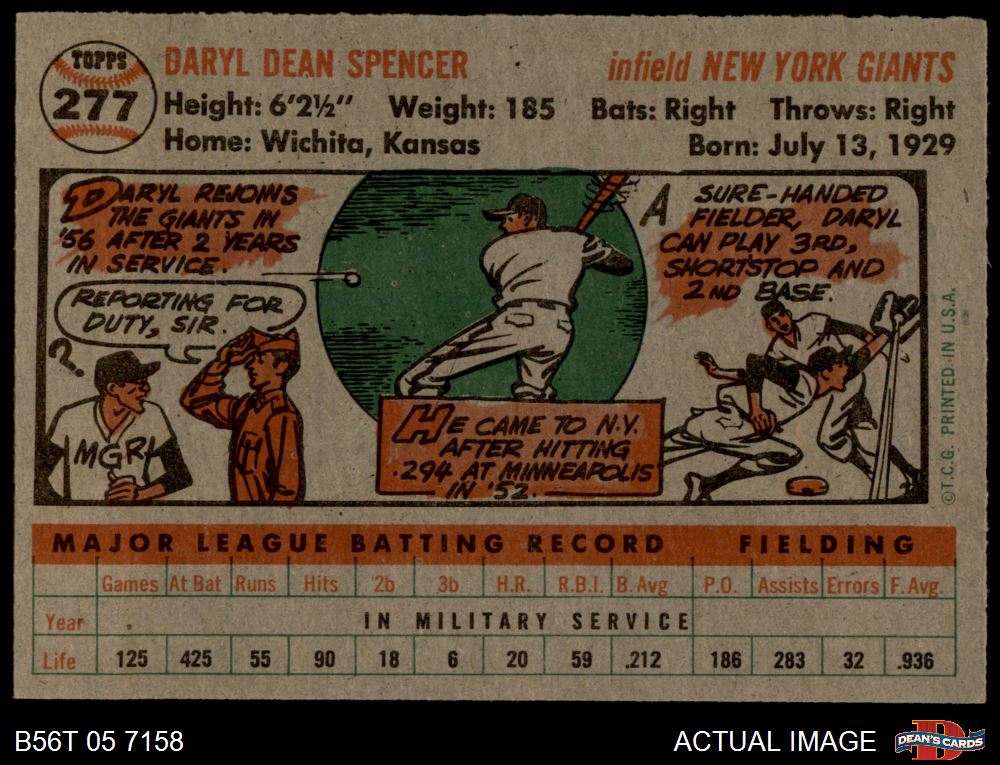 TOPPS
277
DARYL DEAN SPENCER
infield NEW YORK GIANTS
Height: 6'2½" Weight: 185 Bats: Right Throws: Right
Home: Wichita, Kansas Born: July 13, 1929
DARYL REJOINS
THE GIANTS IN
'56 AFTER 2 YEARS
IN SERVICE.
REPORTING FOR
DUTY, SIR.
?
MGR.
HE CAME TO N.Y.
AFTER HITTING
.294 AT MINNEAPOLIS
IN '52.
A SURE-HANDED
FIELDER, DARYL
CAN PLAY 3RD,
SHORTSTOP AND
2ND BASE.
©T.C.G. PRINTED IN U.S.A.
MAJOR LEAGUE BATTING RECORD FIELDING
Games At Bat Runs Hits 2b 3b H.R. R.B.I. B. Avg P.O. Assists Errors F. Avg.
Year IN MILITARY SERVICE
Life 125 425 55 90 18 6 20 59 .212 186 283 32 .936
B56T 05 7158
ACTUAL IMAGE
DEAN'S CARDS